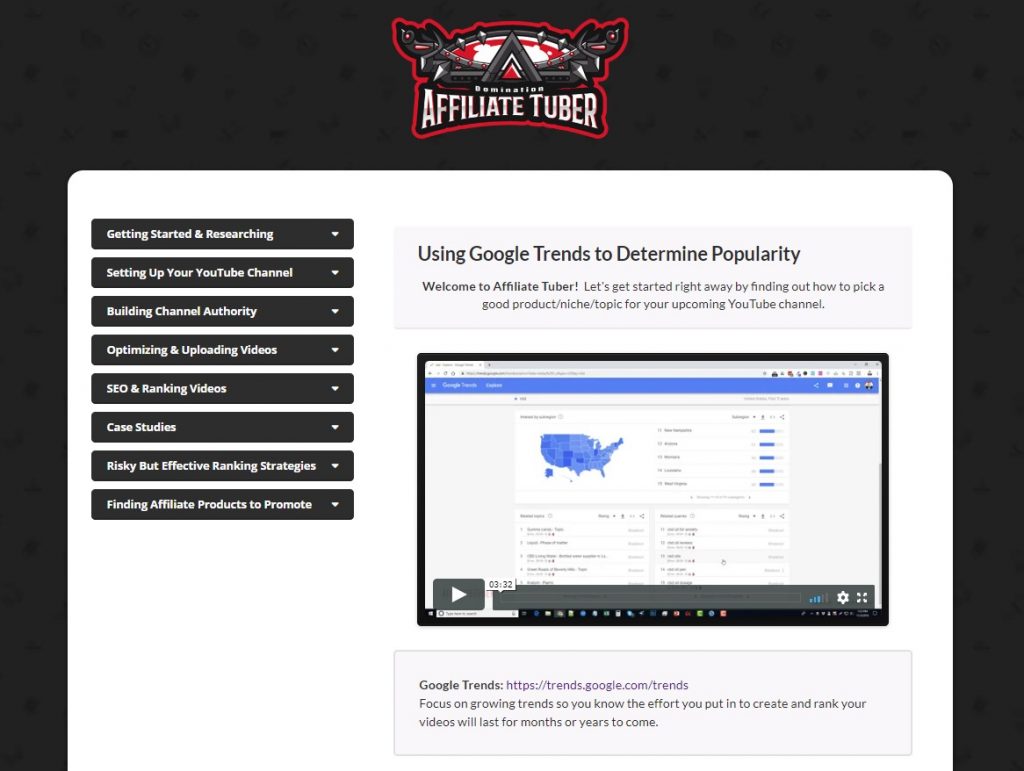 Domination
AFFILIATE TUBER
Getting Started & Researching
Setting Up Your YouTube Channel
Building Channel Authority
Optimizing & Uploading Videos
SEO & Ranking Videos
Case Studies
Risky But Effective Ranking Strategies
Finding Affiliate Products to Promote
Using Google Trends to Determine Popularity
Welcome to Affiliate Tuber! Let's get started right away by finding out how to pick a
good product/niche/topic for your upcoming YouTube channel.
Google Trends Explore
Interest by subregion
Subregion
11 New Hampshire
12 Arizona
13 Montana
14 Louisiana
15 West Virginia
Related topics
Rising
Related queries
Rising
03:32
Google Trends: https://trends.google.com/trends
Focus on growing trends so you know the effort you put in to create and rank your
videos will last for months or years to come.